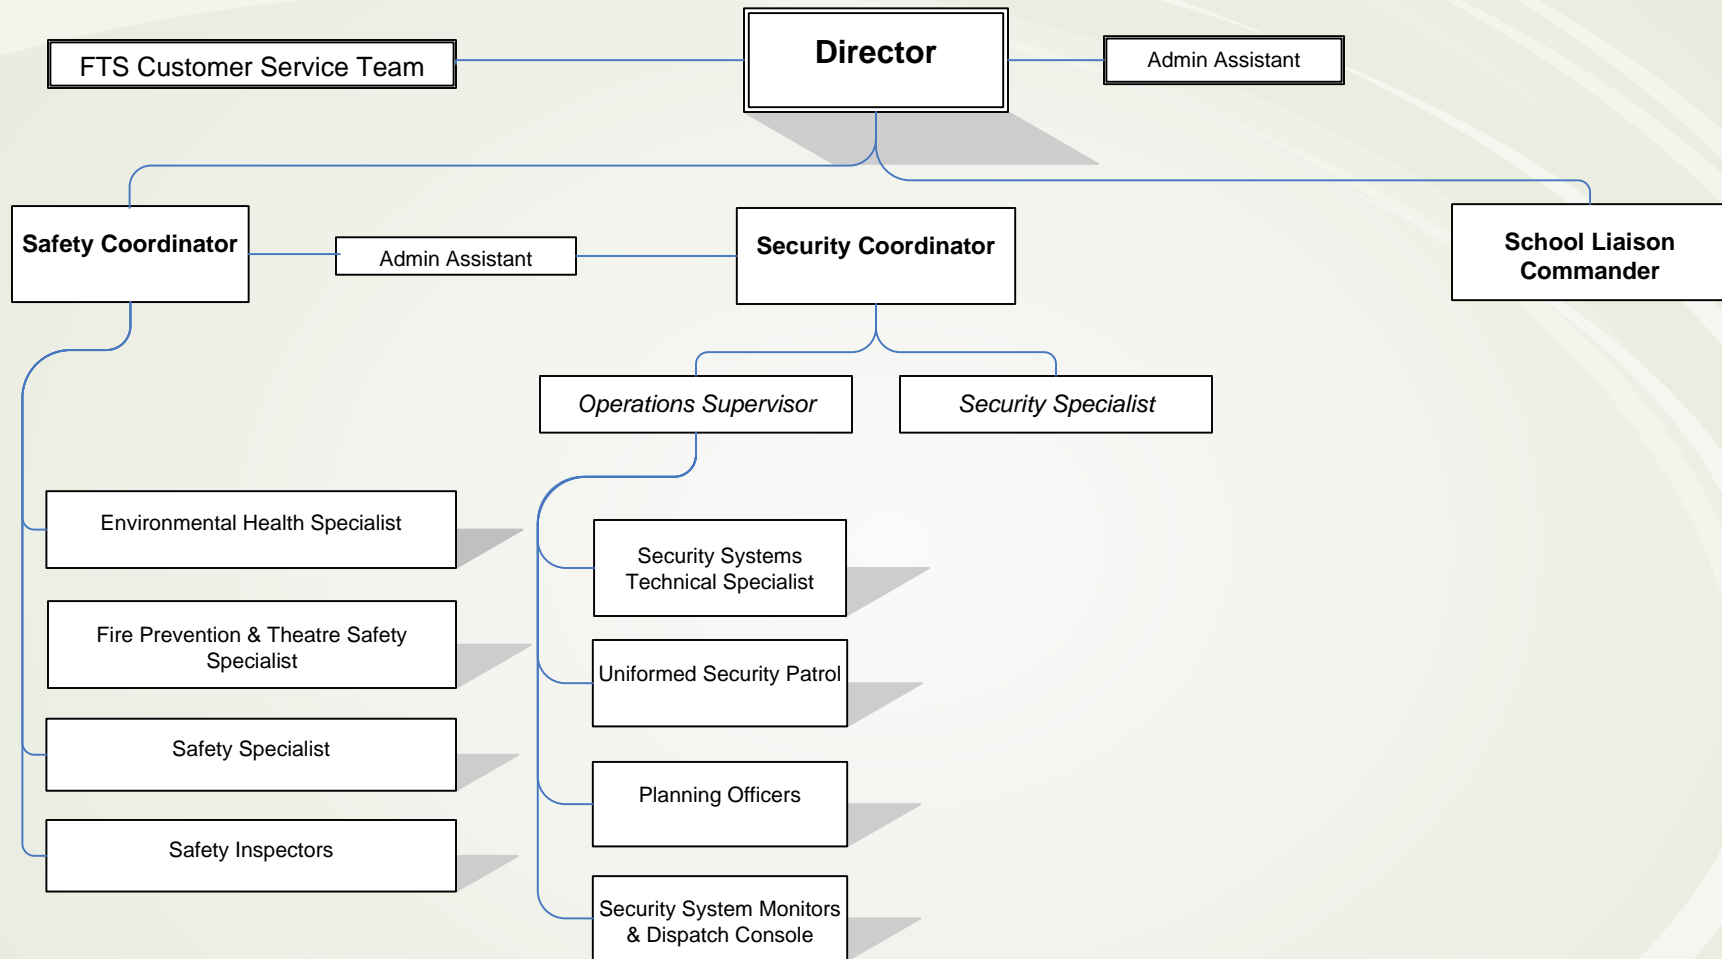 FTS Customer Service Team
Director
Admin Assistant
Safety Coordinator
Admin Assistant
Security Coordinator
School Liaison
Commander
Operations Supervisor
Security Specialist
Environmental Health Specialist
Fire Prevention & Theatre Safety
Specialist
Safety Specialist
Safety Inspectors
Security Systems
Technical Specialist
Uniformed Security Patrol
Planning Officers
Security System Monitors
& Dispatch Console